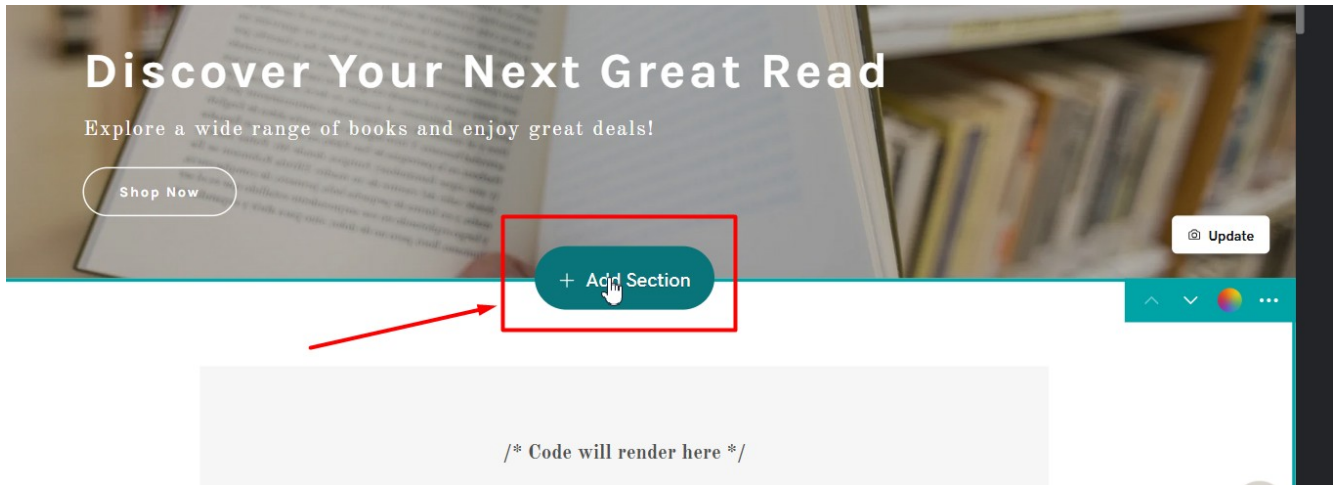 Discover Your Next Great Read
Explore a wide range of books and enjoy great deals!
Shop Now
Update
+ Add Section
/* Code will render here */